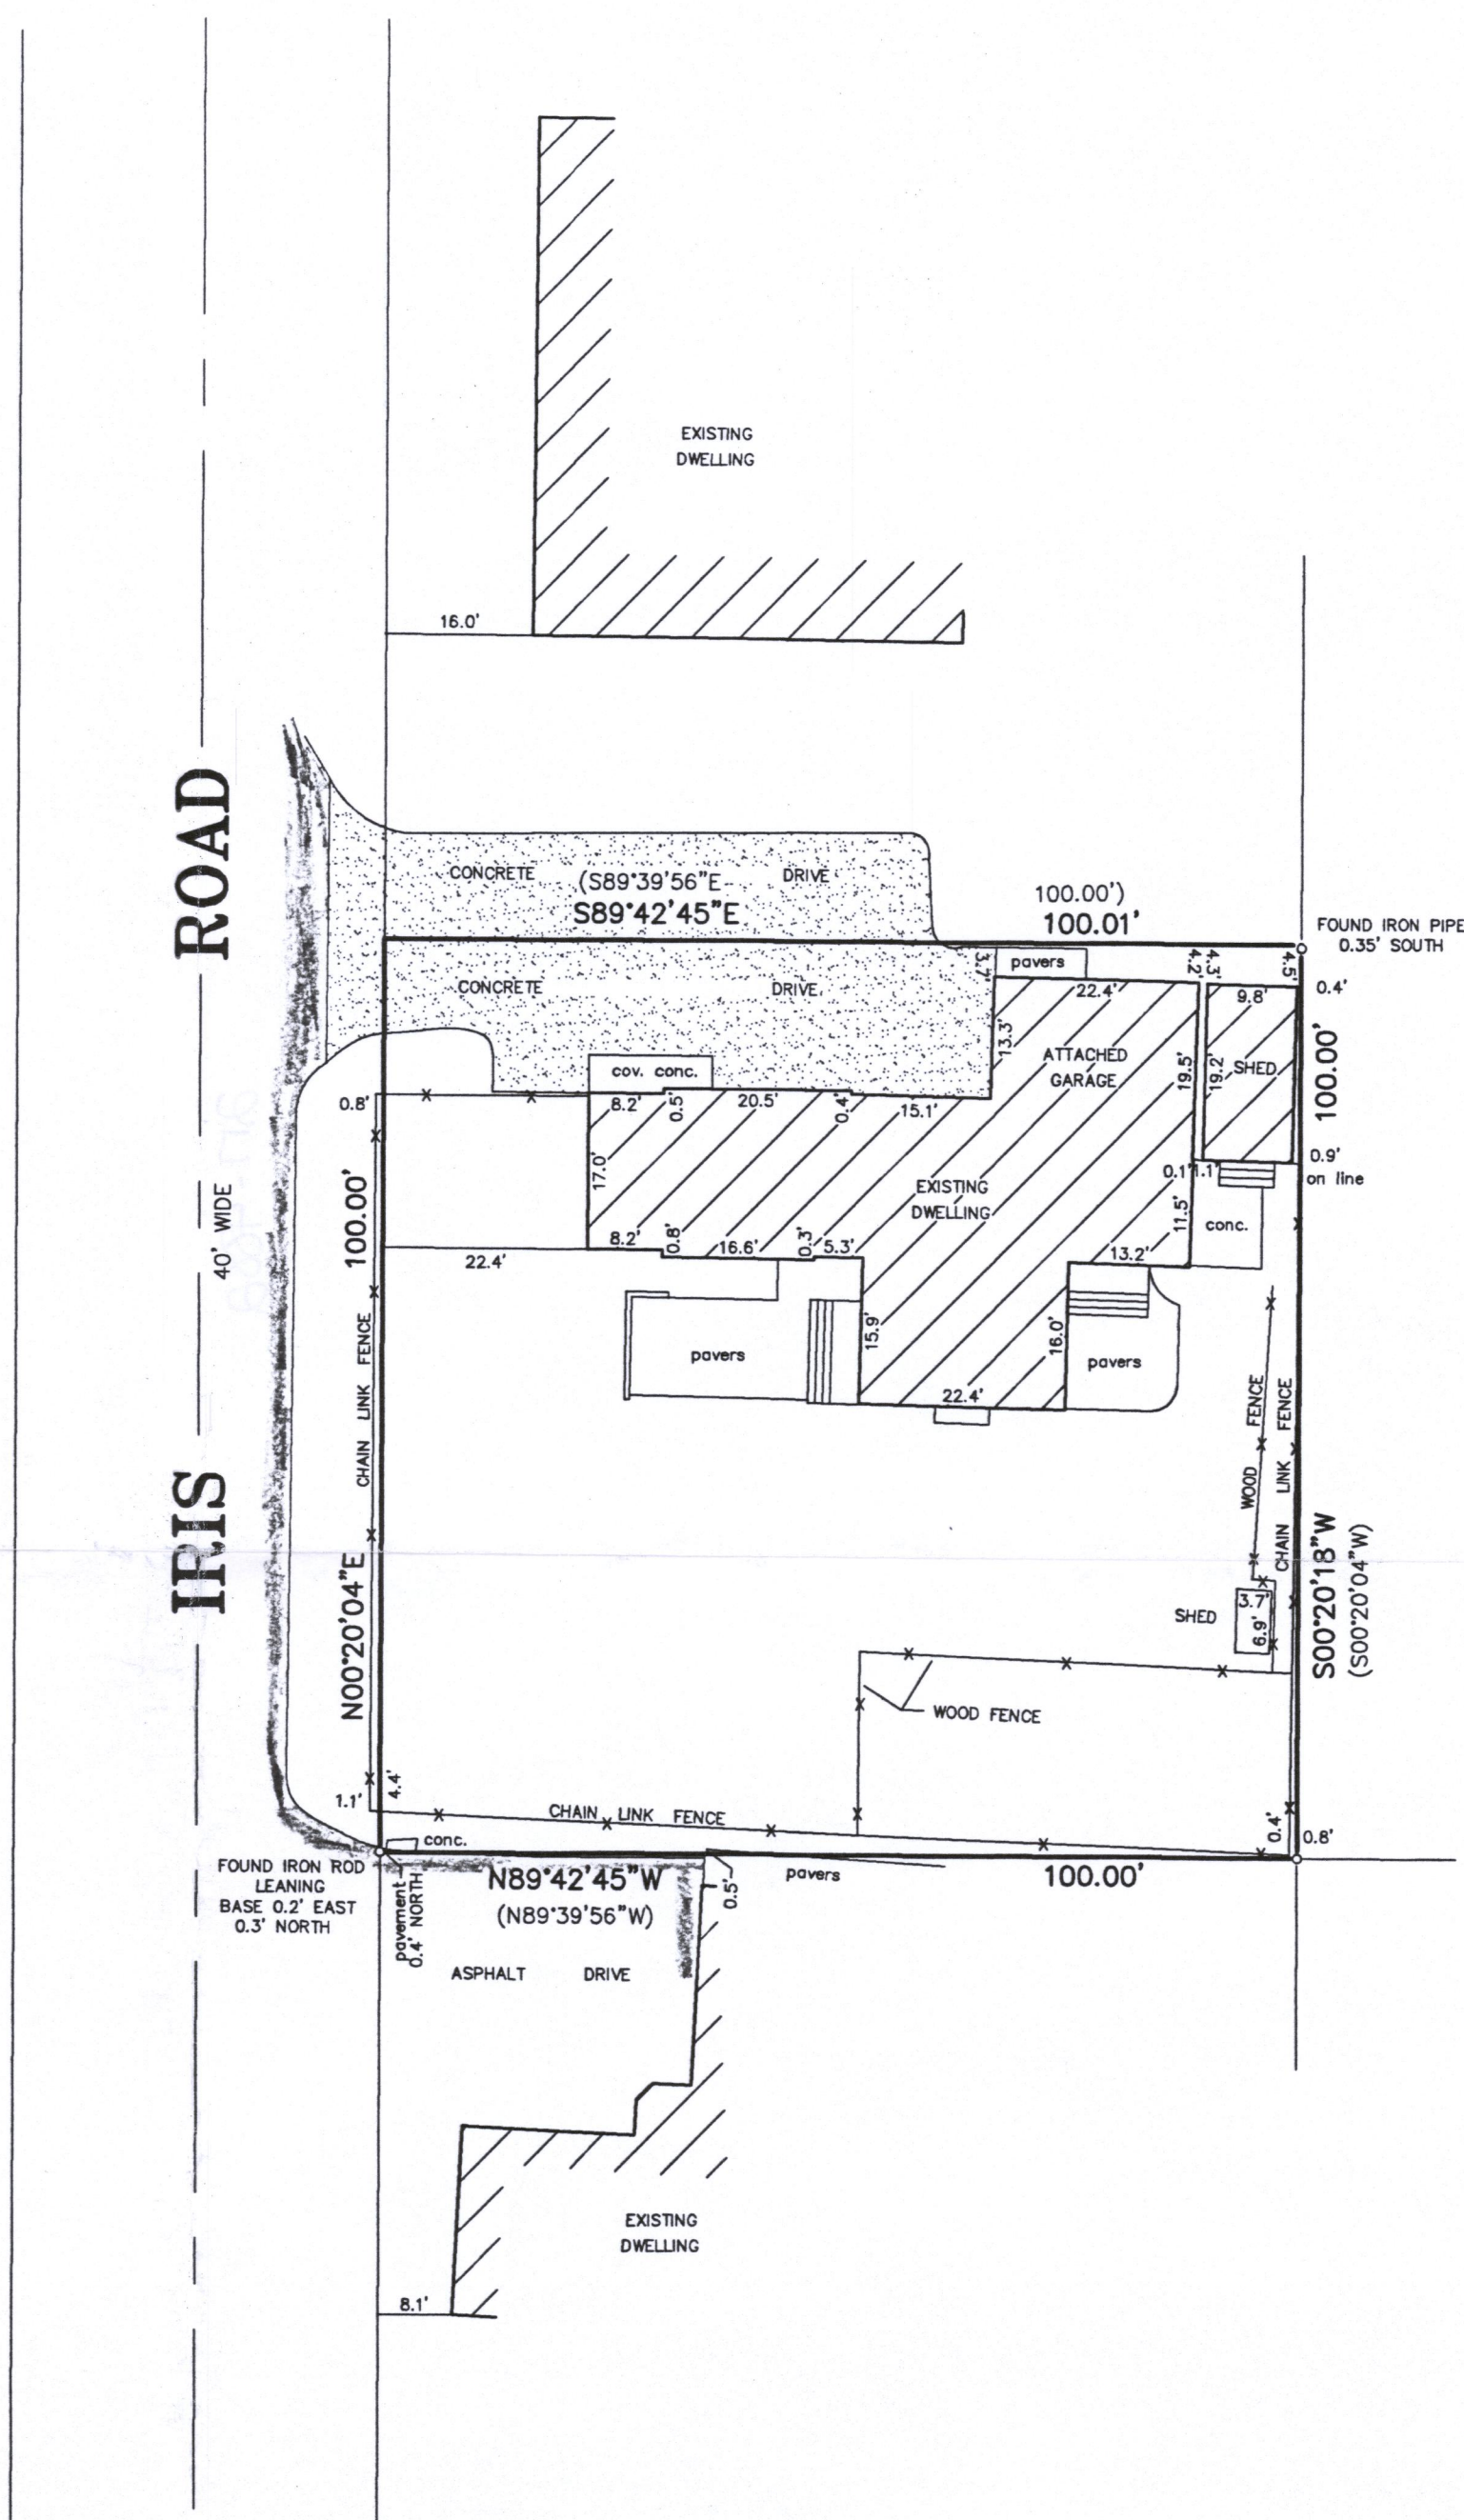 EXISTING
DWELLING
16.0'
ROAD
CONCRETE DRIVE
(S89°39'56"E 100.00')
S89°42'45"E 100.01'
FOUND IRON PIPE
0.35' SOUTH
CONCRETE DRIVE
3.7'
pavers
4.2'
4.3'
4.5'
22.4'
9.8'
0.4'
13.3'
ATTACHED
GARAGE
19.5'
19.2'
SHED
100.00'
cov. conc.
0.8'
8.2'
0.5'
20.5'
0.4'
15.1'
17.0'
0.1'
1.1'
0.9'
on line
EXISTING
DWELLING
11.5'
conc.
100.00'
40' WIDE
22.4'
8.2'
0.8'
16.6'
0.3'
5.3'
13.2'
CHAIN LINK FENCE
pavers
15.9'
16.0'
pavers
22.4'
WOOD FENCE
CHAIN LINK FENCE
IRIS
N00°20'04"E
S00°20'18"W
(S00°20'04"W)
SHED
3.7'
6.9'
WOOD FENCE
1.1'
4.4'
CHAIN LINK FENCE
0.4'
0.8'
conc.
FOUND IRON ROD
LEANING
BASE 0.2' EAST
0.3' NORTH
pavement
0.4' NORTH
N89°42'45"W 100.00'
(N89°39'56"W)
0.5'
pavers
ASPHALT DRIVE
EXISTING
DWELLING
8.1'